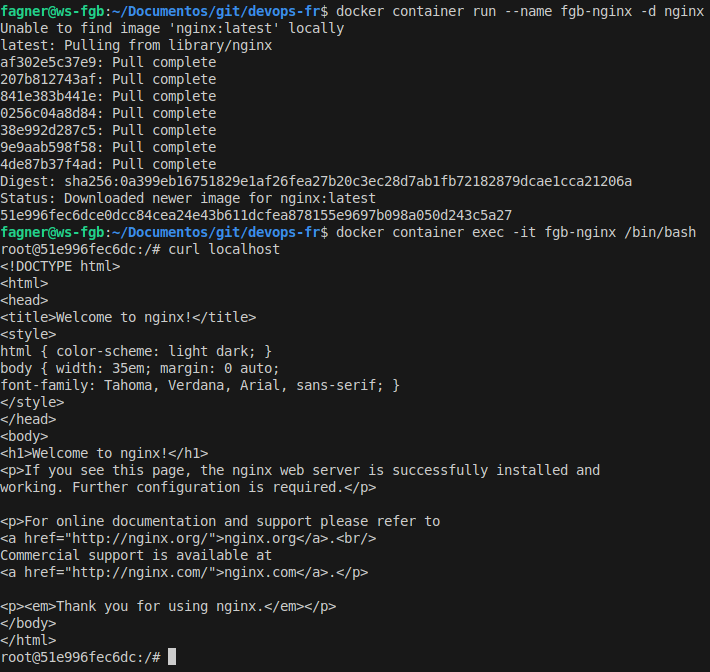 fagner@ws-fgb:~/Documentos/git/devops-fr$ docker container run --name fgb-nginx -d nginx
Unable to find image 'nginx:latest' locally
latest: Pulling from library/nginx
af302e5c37e9: Pull complete
207b812743af: Pull complete
841e383b441e: Pull complete
0256c04a8d84: Pull complete
38e992d287c5: Pull complete
9e9aab598f58: Pull complete
4de87b37f4ad: Pull complete
Digest: sha256:0a399eb16751829e1af26fea27b20c3ec28d7ab1fb72182879dcae1cca21206a
Status: Downloaded newer image for nginx:latest
51e996fec6dce0dcc84cea24e43b611dcfea878155e9697b098a050d243c5a27
fagner@ws-fgb:~/Documentos/git/devops-fr$ docker container exec -it fgb-nginx /bin/bash
root@51e996fec6dc:/# curl localhost
<!DOCTYPE html>
<html>
<head>
<title>Welcome to nginx!</title>
<style>
html { color-scheme: light dark; }
body { width: 35em; margin: 0 auto;
font-family: Tahoma, Verdana, Arial, sans-serif; }
</style>
</head>
<body>
<h1>Welcome to nginx!</h1>
<p>If you see this page, the nginx web server is successfully installed and
working. Further configuration is required.</p>
<p>For online documentation and support please refer to
<a href="http://nginx.org/">nginx.org</a>.<br/>
Commercial support is available at
<a href="http://nginx.com/">nginx.com</a>.</p>
<p><em>Thank you for using nginx.</em></p>
</body>
</html>
root@51e996fec6dc:/#